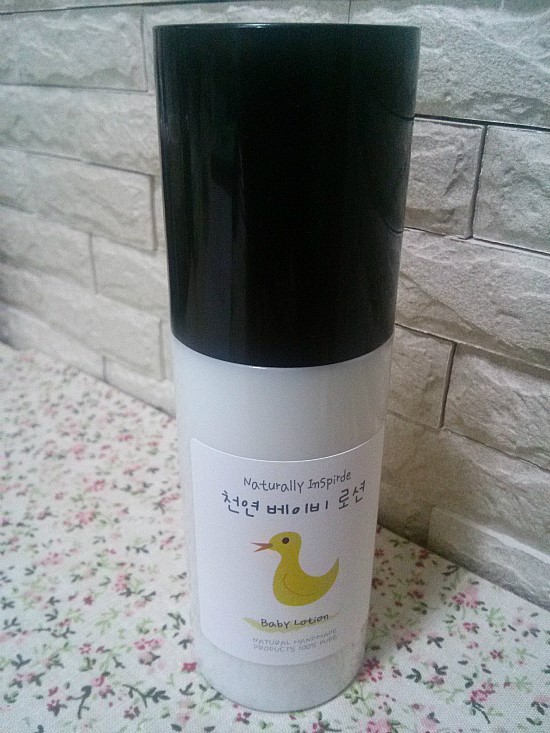 Naturally InSpirde
천연 베이비 로션
Baby Lotion
NATURAL HANDMADE
PRODUCTS 100% PURE